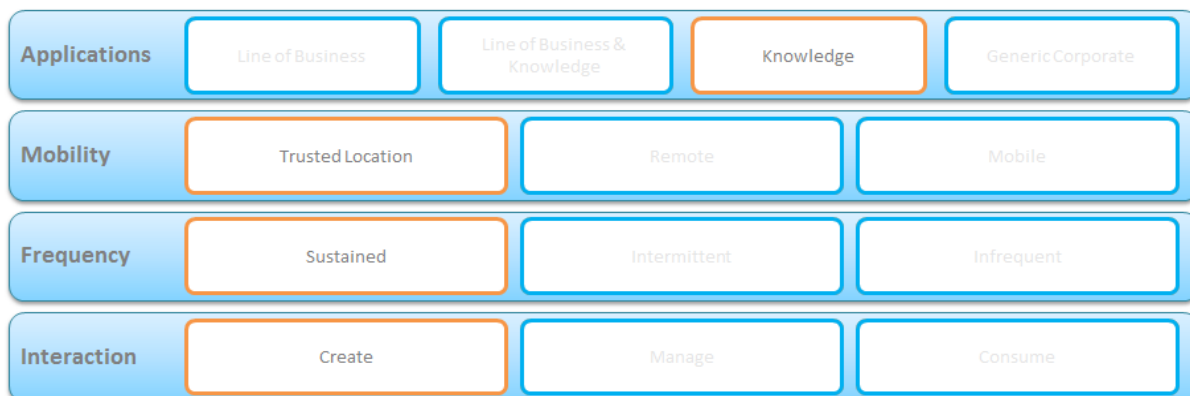 Applications
Line of Business
Line of Business &
Knowledge
Knowledge
Generic Corporate
Mobility
Trusted Location
Remote
Mobile
Frequency
Sustained
Intermittent
Infrequent
Interaction
Create
Manage
Consume